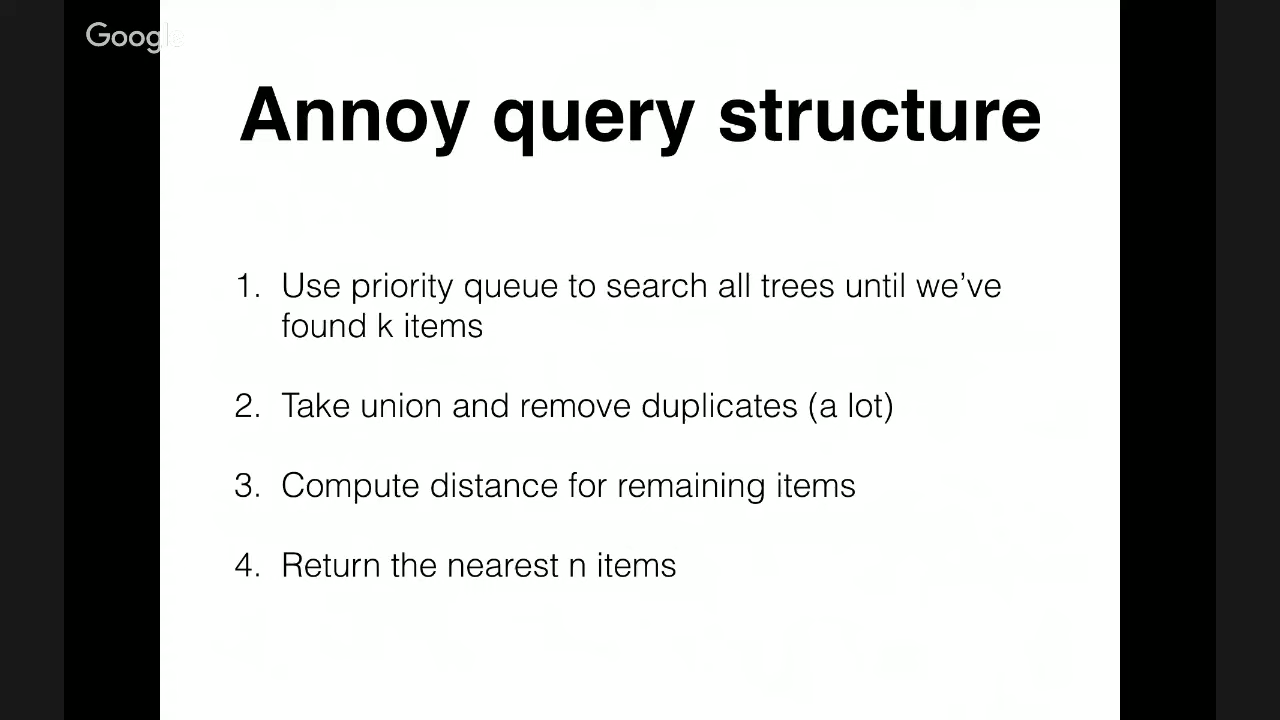 Google
Annoy query structure
1. Use priority queue to search all trees until we’ve
found k items
2. Take union and remove duplicates (a lot)
3. Compute distance for remaining items
4. Return the nearest n items